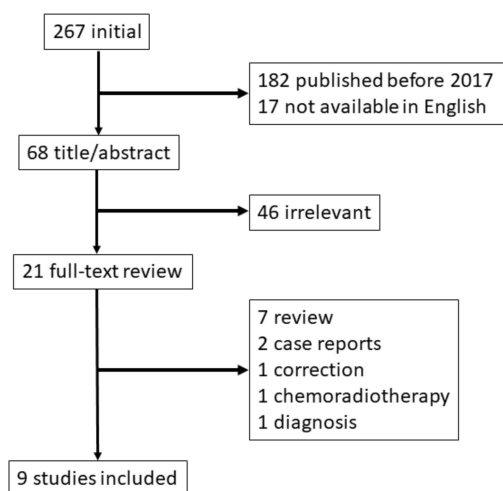 267 initial
182 published before 2017
17 not available in English
68 title/abstract
46 irrelevant
21 full-text review
7 review
2 case reports
1 correction
1 chemoradiotherapy
1 diagnosis
9 studies included